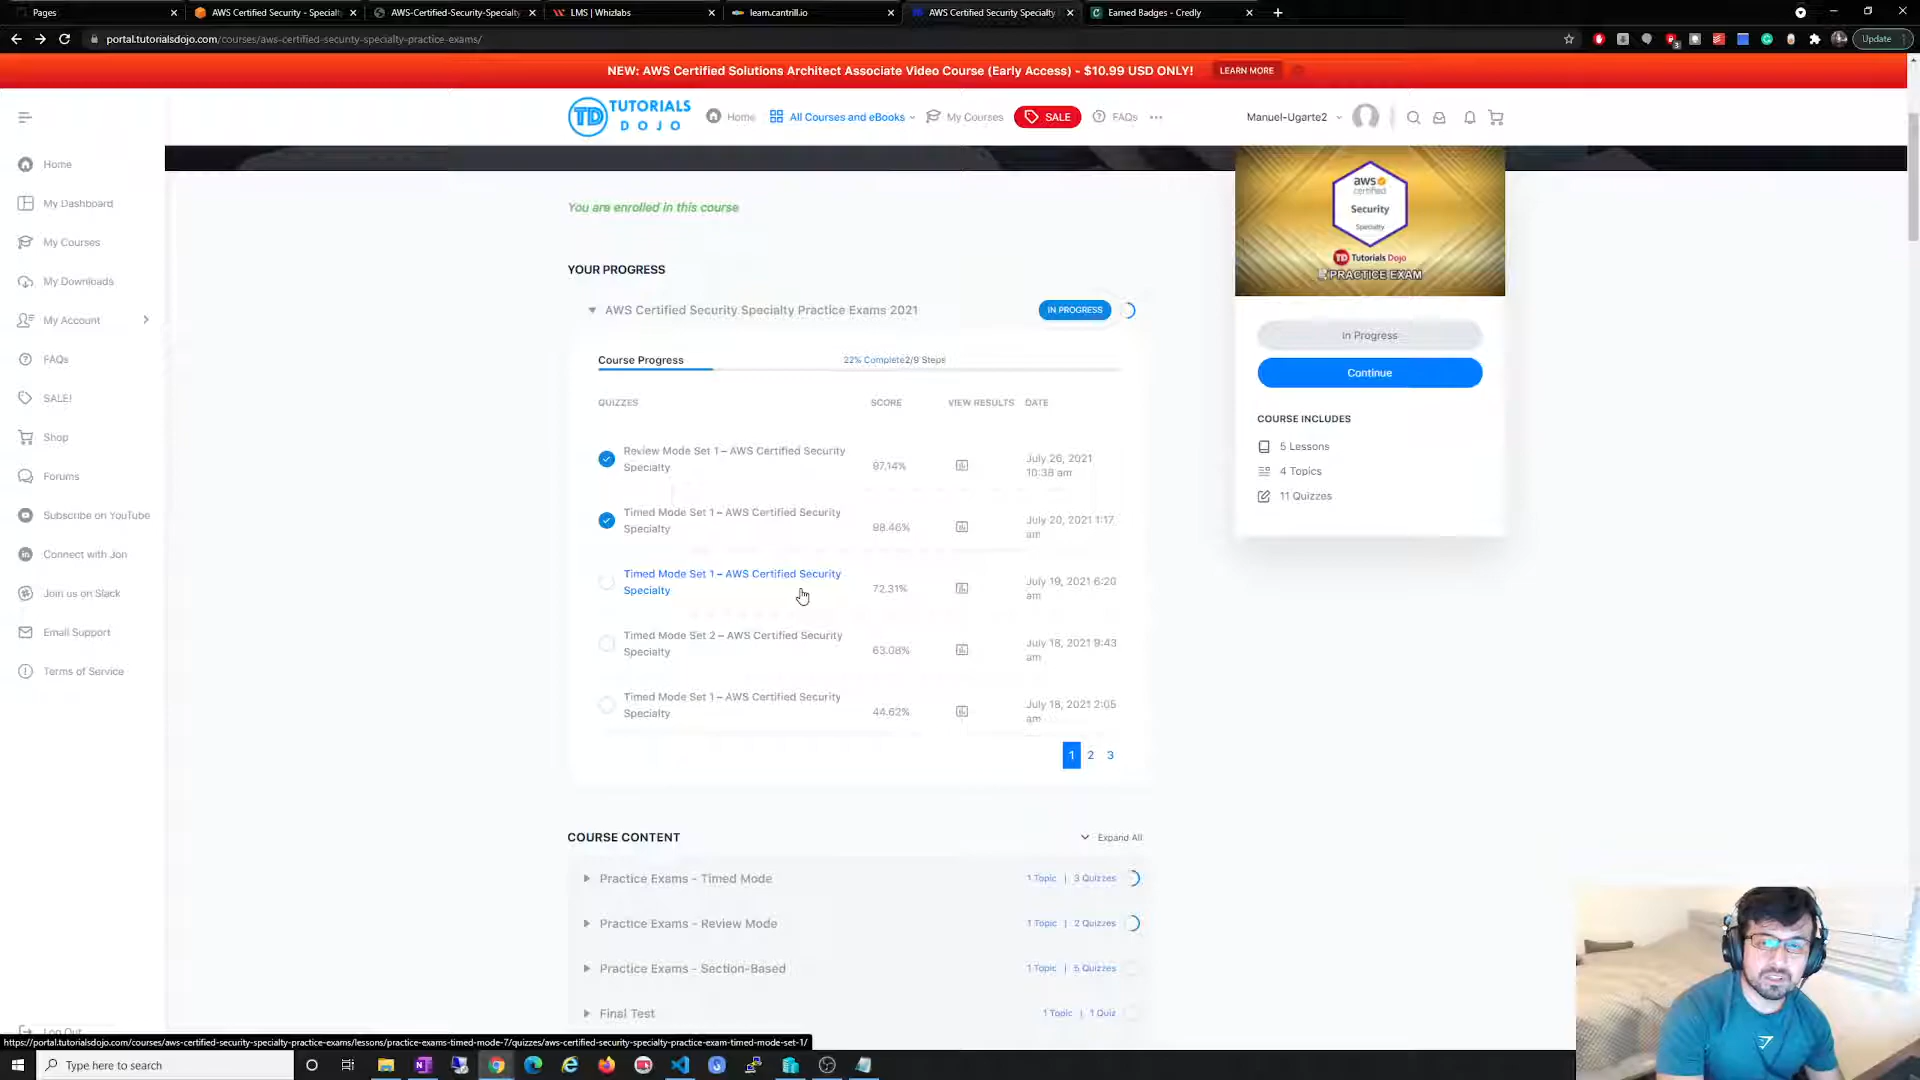 Pages
AWS Certified Security - Specialty
AWS-Certified-Security-Specialty
LMS | Whizlabs
learn.cantrill.io
AWS Certified Security Specialty
Earned Badges - Credly
portal.tutorialsdojo.com/courses/aws-certified-security-specialty-practice-exams/
Update
NEW: AWS Certified Solutions Architect Associate Video Course (Early Access) - $10.99 USD ONLY!
LEARN MORE
TD TUTORIALS DOJO
Home
All Courses and eBooks
My Courses
SALE
FAQs
Manuel-Ugarte2
Home
My Dashboard
My Courses
My Downloads
My Account
FAQs
SALE!
Shop
Forums
Subscribe on YouTube
Connect with Jon
Join us on Slack
Email Support
Terms of Service
Log Out
You are enrolled in this course
YOUR PROGRESS
AWS Certified Security Specialty Practice Exams 2021
IN PROGRESS
Course Progress
22% Complete2/9 Steps
QUIZZES SCORE VIEW RESULTS DATE
Review Mode Set 1 – AWS Certified Security
Specialty
97.14%
July 26, 2021
10:38 am
Timed Mode Set 1 – AWS Certified Security
Specialty
98.46%
July 20, 2021 1:17
am
Timed Mode Set 1 – AWS Certified Security
Specialty
72.31%
July 19, 2021 6:20
am
Timed Mode Set 2 – AWS Certified Security
Specialty
63.08%
July 18, 2021 9:43
am
Timed Mode Set 1 – AWS Certified Security
Specialty
44.62%
July 18, 2021 2:05
am
1 2 3
COURSE CONTENT
Expand All
Practice Exams - Timed Mode
1 Topic | 3 Quizzes
Practice Exams - Review Mode
1 Topic | 2 Quizzes
Practice Exams - Section-Based
1 Topic | 5 Quizzes
Final Test
1 Topic | 1 Quiz
aws
certified
Security
Specialty
TD Tutorials Dojo
PRACTICE EXAM
In Progress
Continue
COURSE INCLUDES
5 Lessons
4 Topics
11 Quizzes
https://portal.tutorialsdojo.com/courses/aws-certified-security-specialty-practice-exams/lessons/practice-exams-timed-mode-7/quizzes/aws-certified-security-specialty-practice-exam-timed-mode-set-1/
Type here to search